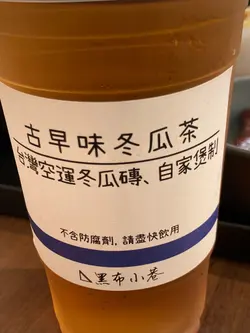 古早味冬瓜茶
台灣空運冬瓜磚、自家煲制
不含防腐劑，請盡快飲用
黑布小卷